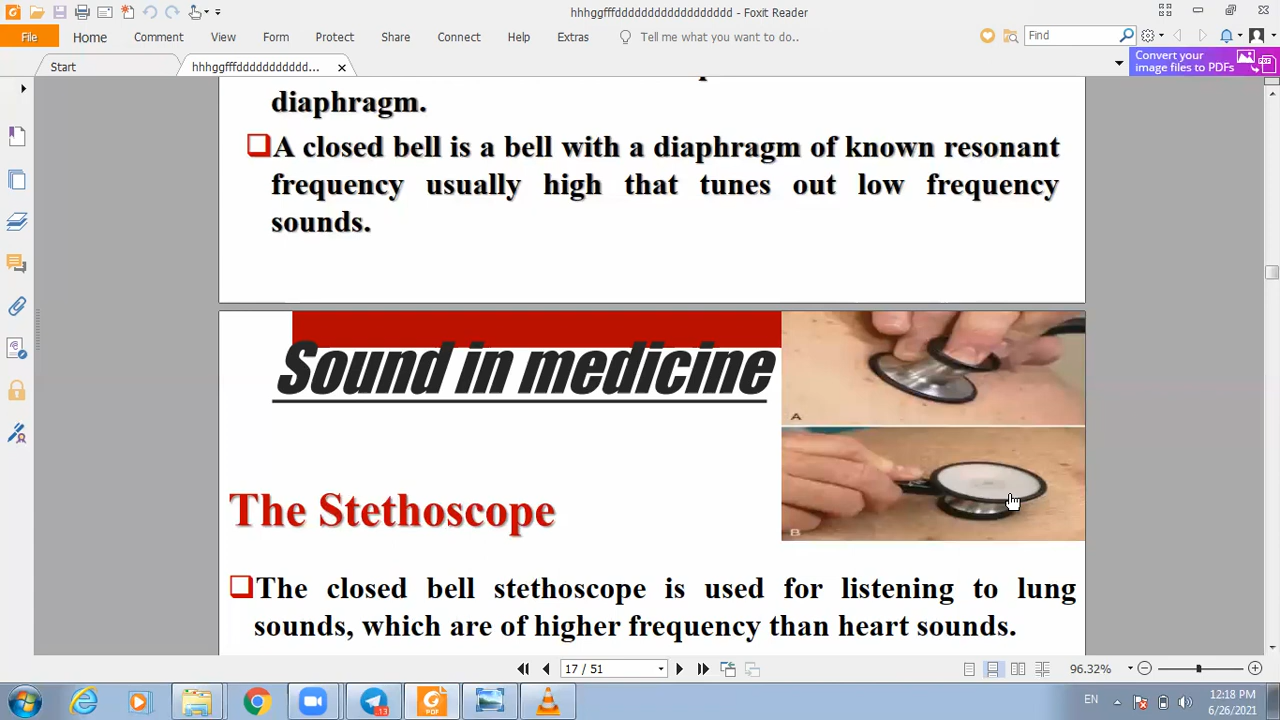 hhhggfffdddddddddddddddddd - Foxit Reader
File Home Comment View Form Protect Share Connect Help Extras Tell me what you want to do.. Find
Start hhhggfffddddddddddd...
Convert your
image files to PDFs
diaphragm.
A closed bell is a bell with a diaphragm of known resonant
frequency usually high that tunes out low frequency
sounds.
Sound in medicine
A
B
The Stethoscope
The closed bell stethoscope is used for listening to lung
sounds, which are of higher frequency than heart sounds.
17 / 51 96.32%
EN 12:18 PM
6/26/2021